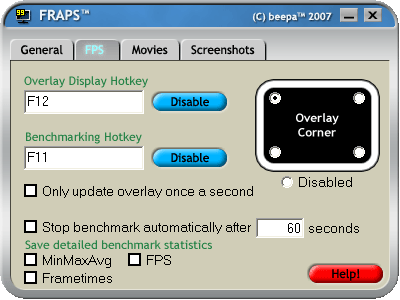 99
FRAPS™ (C) beepa™ 2007
General FPS Movies Screenshots
Overlay Display Hotkey
F12 Disable
Overlay
Corner
Benchmarking Hotkey
F11 Disable
Disabled
Only update overlay once a second
Stop benchmark automatically after 60 seconds
Save detailed benchmark statistics
MinMaxAvg FPS
Frametimes
Help!